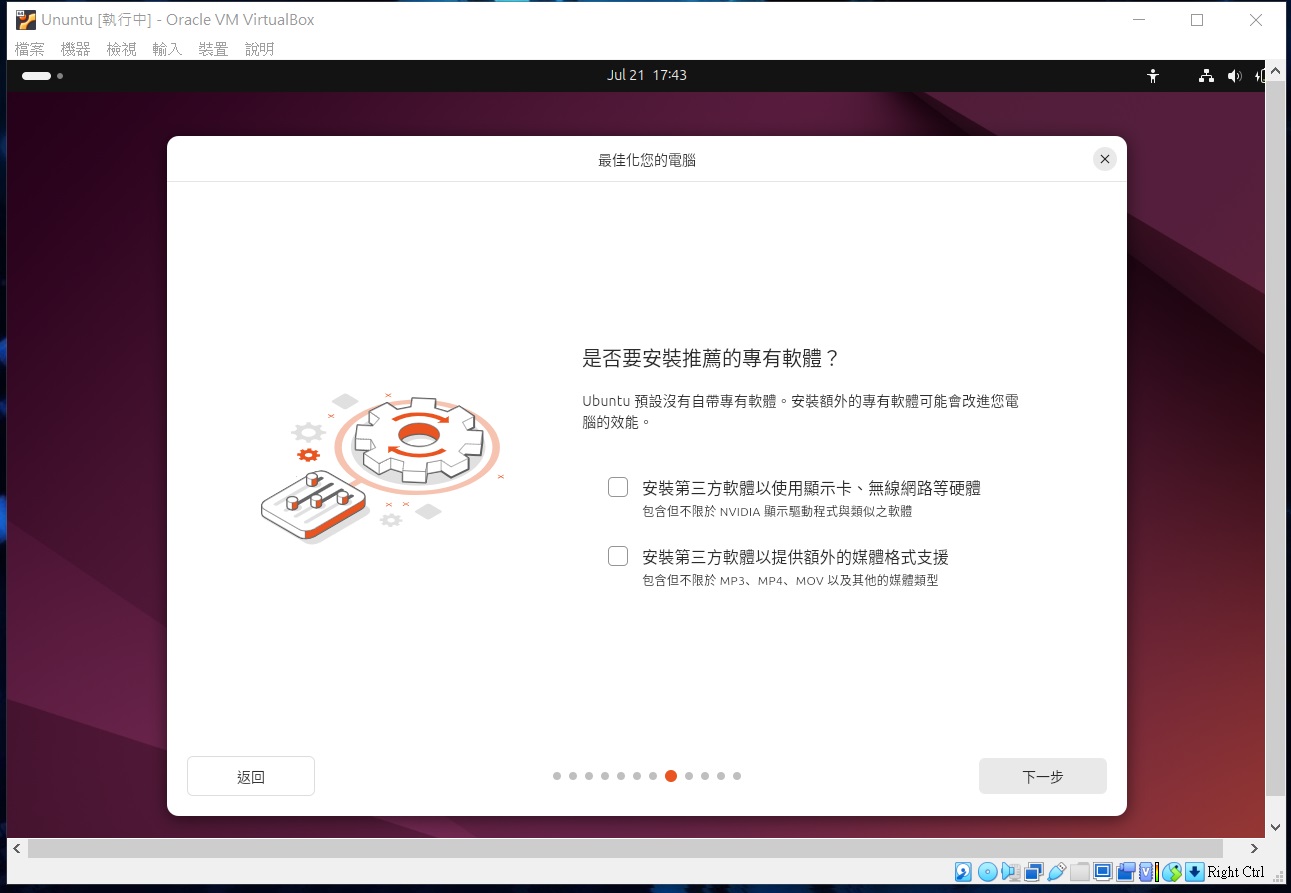 Ununtu [執行中] - Oracle VM VirtualBox
檔案 機器 檢視 輸入 裝置 說明
Jul 21 17:43
最佳化您的電腦
是否要安裝推薦的專有軟體？
Ubuntu 預設沒有自帶專有軟體。安裝額外的專有軟體可能會改進您電
腦的效能。
安裝第三方軟體以使用顯示卡、無線網路等硬體
包含但不限於 NVIDIA 顯示驅動程式與類似之軟體
安裝第三方軟體以提供額外的媒體格式支援
包含但不限於 MP3、MP4、MOV 以及其他的媒體類型
返回
下一步
Right Ctrl